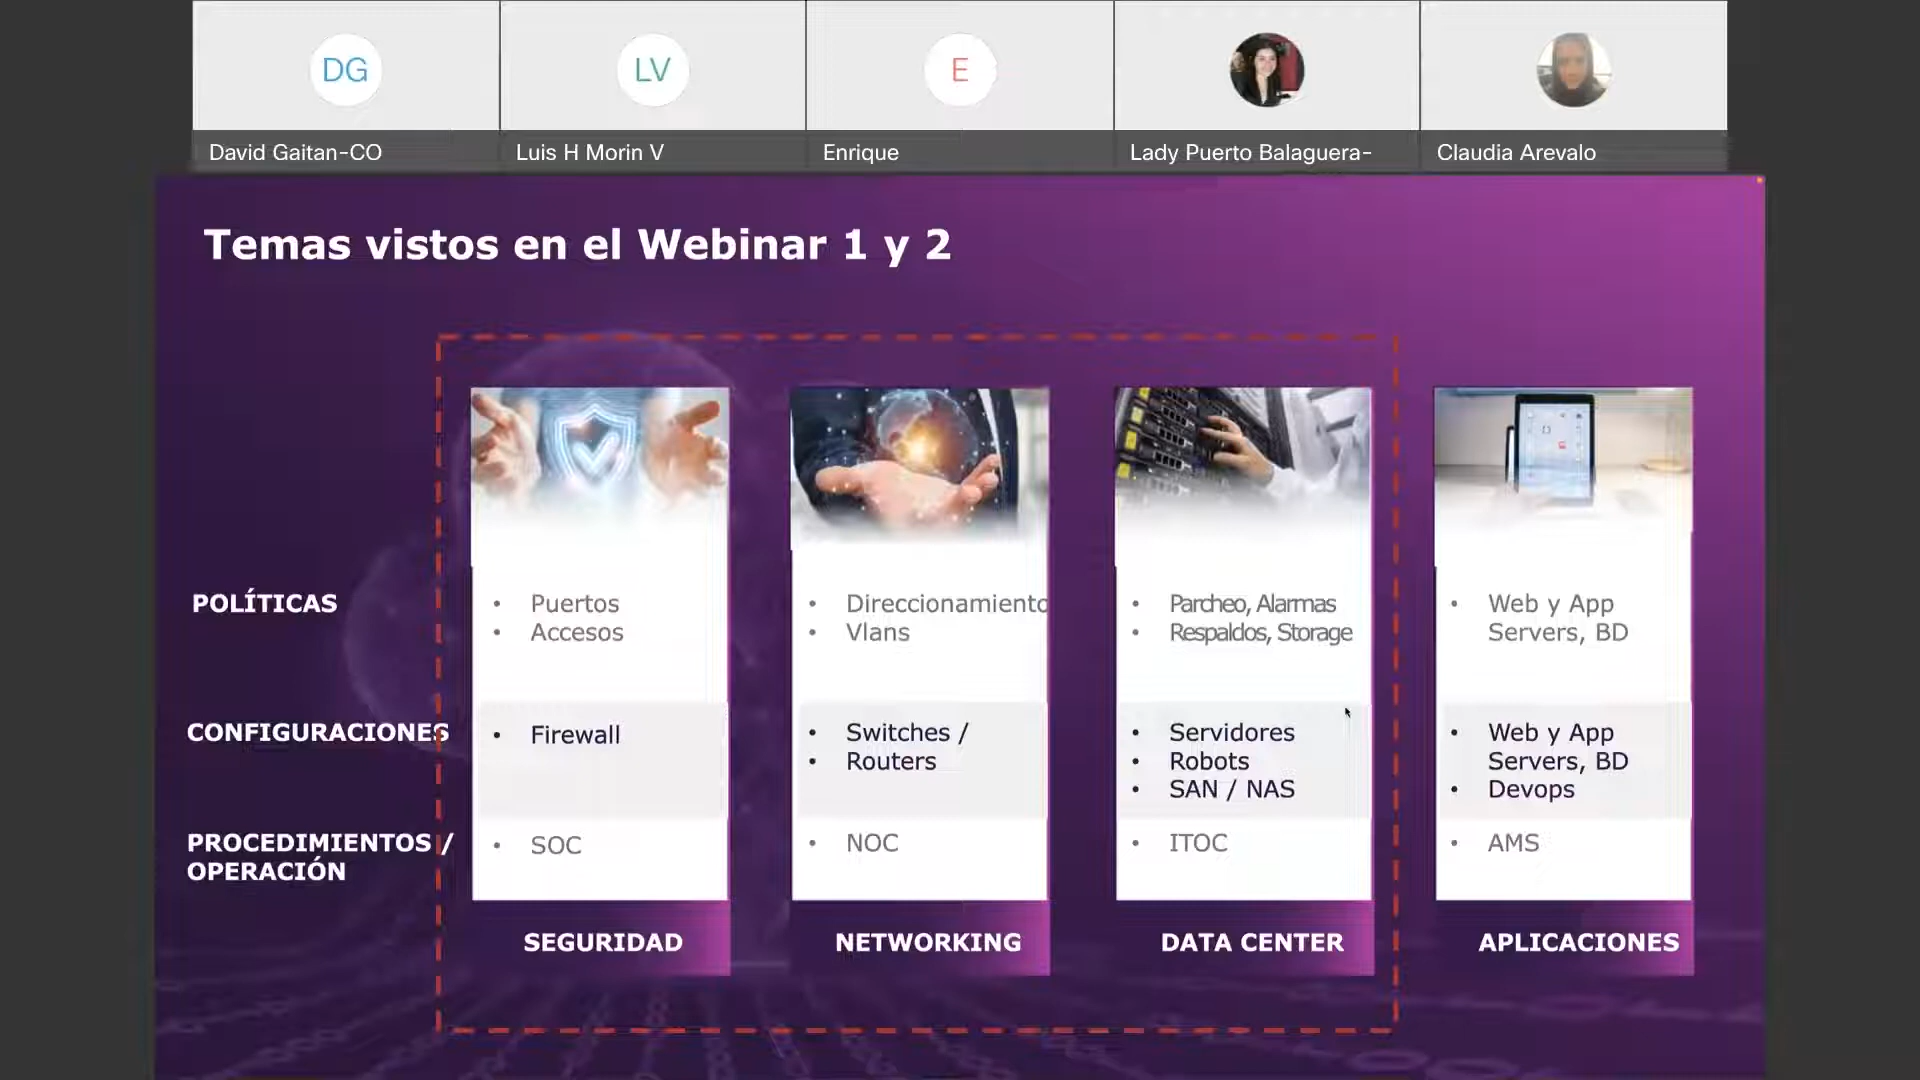 DG
LV
E
David Gaitan-CO
Luis H Morin V
Enrique
Lady Puerto Balaguera-
Claudia Arevalo
Temas vistos en el Webinar 1 y 2
POLÍTICAS
• Puertos
• Accesos
• Direccionamiento
• Vlans
• Parcheo, Alarmas
• Respaldos, Storage
• Web y App
Servers, BD
CONFIGURACIONES
• Firewall
• Switches /
• Routers
• Servidores
• Robots
• SAN / NAS
• Web y App
Servers, BD
• Devops
PROCEDIMIENTOS /
OPERACIÓN
• SOC
• NOC
• ITOC
• AMS
SEGURIDAD
NETWORKING
DATA CENTER
APLICACIONES